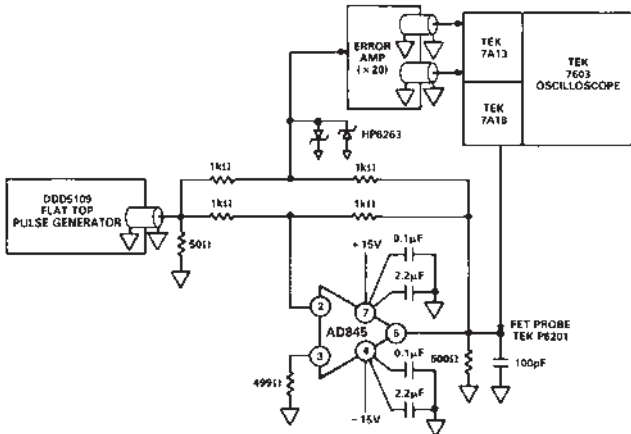 ERROR
AMP
(×20)
TEK
7A13
TEK
7603
OSCILLOSCOPE
TEK
7A18
HP6263
1kΩ
1kΩ
DDD5109
FLAT TOP
PULSE GENERATOR
1kΩ
1kΩ
50Ω
+15V
0.1μF
2.2μF
2
7
AD845
6
3
4
FET PROBE
TEK P6201
0.1μF
500Ω
100pF
499Ω
2.2μF
-15V